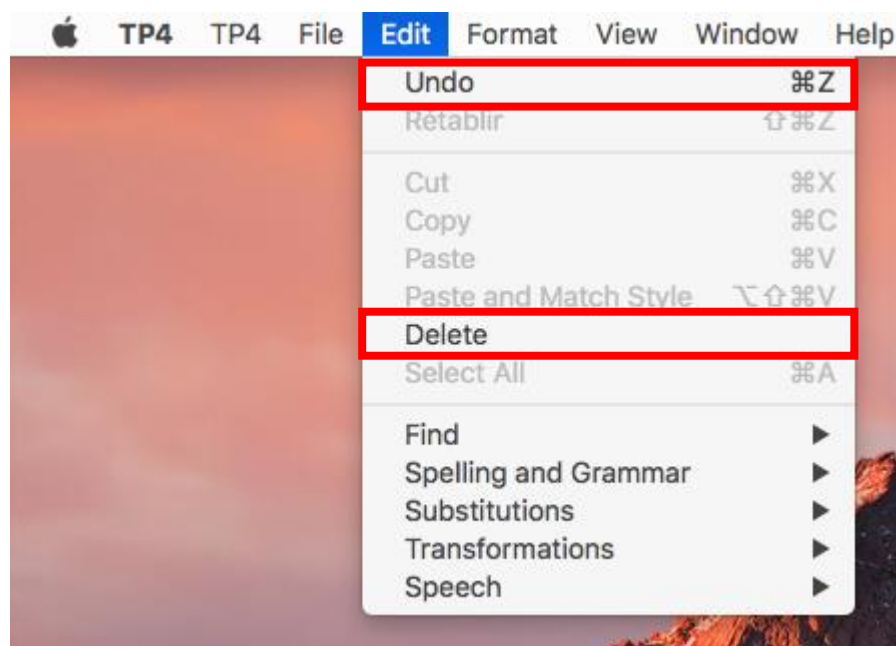 TP4 TP4 File Edit Format View Window Help
Undo ⌘Z
Rétablir ⇧⌘Z
Cut ⌘X
Copy ⌘C
Paste ⌘V
Paste and Match Style ⌥⇧⌘V
Delete
Select All ⌘A
Find ▶
Spelling and Grammar ▶
Substitutions ▶
Transformations ▶
Speech ▶